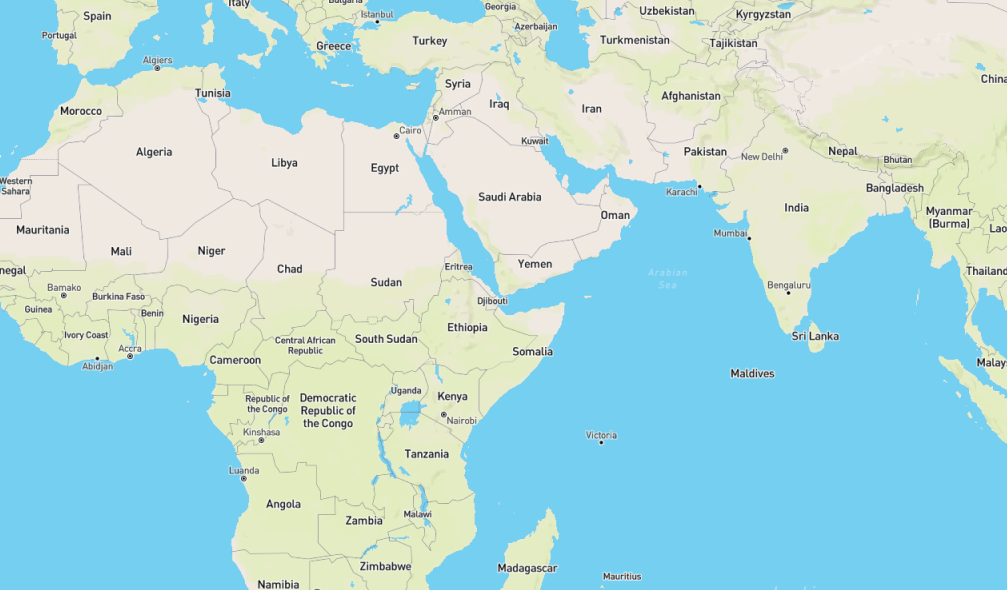 Spain
Italy
Bulgaria
Georgia
Uzbekistan
Kyrgyzstan
Portugal
Istanbul
Greece
Turkey
Azerbaijan
Turkmenistan
Tajikistan
Algiers
Syria
China
Tunisia
Morocco
Iraq
Iran
Afghanistan
Amman
Cairo
Kuwait
Algeria
Libya
Egypt
Pakistan
New Delhi
Nepal
Bhutan
Western
Sahara
Karachi
Bangladesh
Saudi Arabia
Oman
India
Myanmar
(Burma)
Mauritania
Mumbai
Lao
Mali
Niger
Chad
Eritrea
Yemen
Arabian
Sea
Thailand
negal
Sudan
Bamako
Burkina Faso
Djibouti
Bengaluru
Guinea
Benin
Nigeria
Ethiopia
Ivory Coast
Accra
Central African
Republic
South Sudan
Somalia
Sri Lanka
Abidjan
Cameroon
Malays
Maldives
Uganda
Kenya
Republic of
the Congo
Democratic
Republic of
the Congo
Nairobi
Kinshasa
Victoria
Tanzania
Luanda
Angola
Malawi
Zambia
Zimbabwe
Madagascar
Mauritius
Namibia